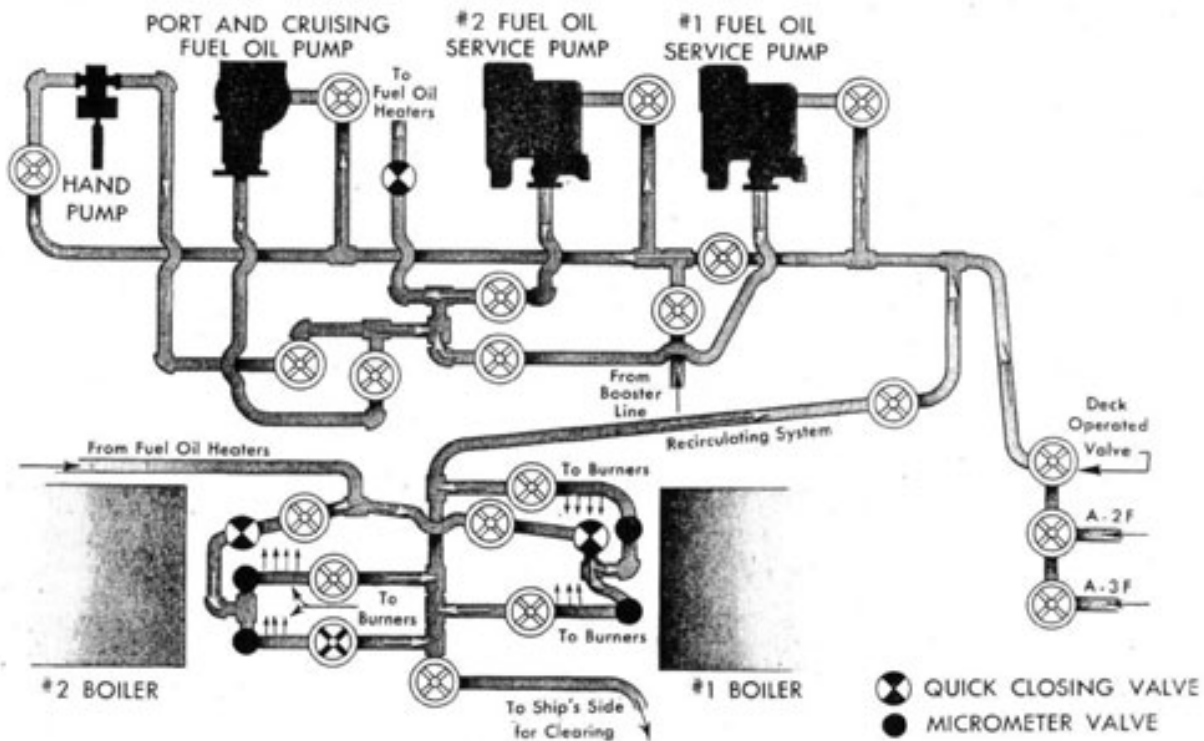 PORT AND CRUISING
FUEL OIL PUMP
#2 FUEL OIL
SERVICE PUMP
#1 FUEL OIL
SERVICE PUMP
To
Fuel Oil
Heaters
HAND
PUMP
From
Booster
Line
Recirculating System
Deck
Operated
Valve
From Fuel Oil Heaters
To Burners
A-2F
A-3F
To
Burners
To Burners
#2 BOILER
#1 BOILER
To Ship's Side
for Clearing
QUICK CLOSING VALVE
MICROMETER VALVE